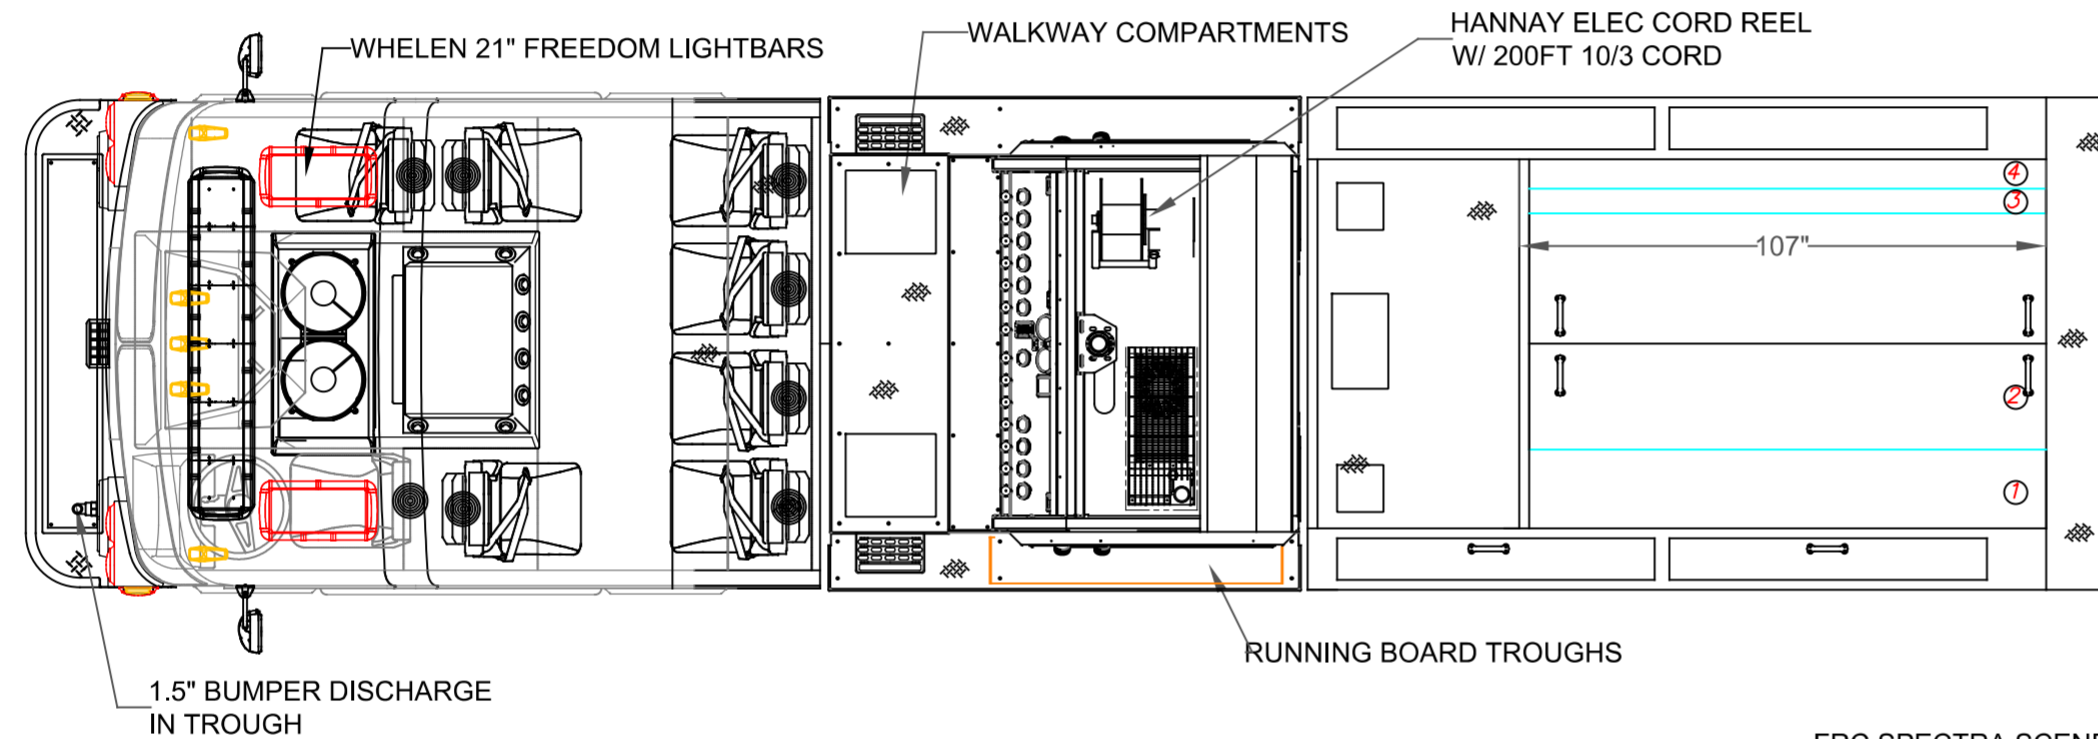 WHELEN 21" FREEDOM LIGHTBARS
WALKWAY COMPARTMENTS
HANNAY ELEC CORD REEL
W/ 200FT 10/3 CORD
4
3
107"
2
1
RUNNING BOARD TROUGHS
1.5" BUMPER DISCHARGE
IN TROUGH